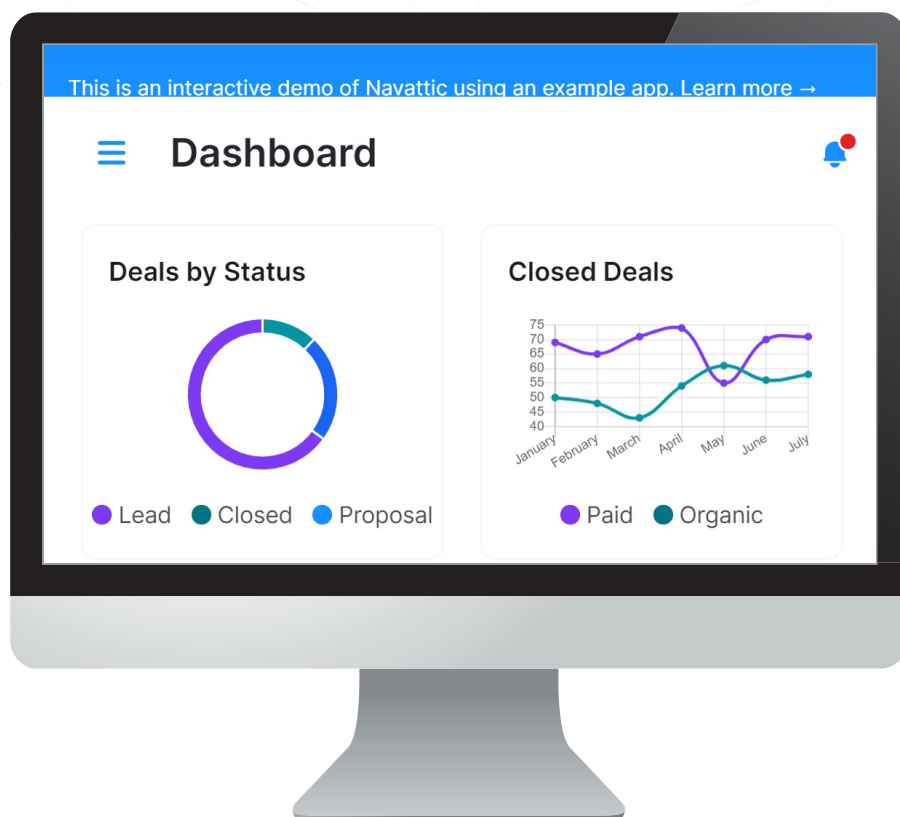 This is an interactive demo of Navattic using an example app. Learn more →
Dashboard
Deals by Status
Lead Closed Proposal
Closed Deals
75
70
65
60
55
50
45
40
January February March April May June July
Paid Organic